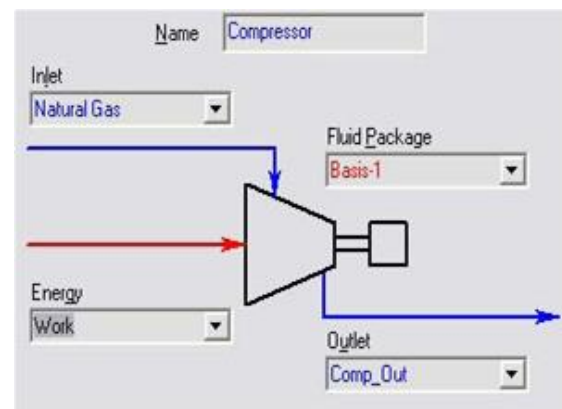 Name Compressor
Inlet
Natural Gas
Fluid Package
Basis-1
Energy
Work
Outlet
Comp_Out